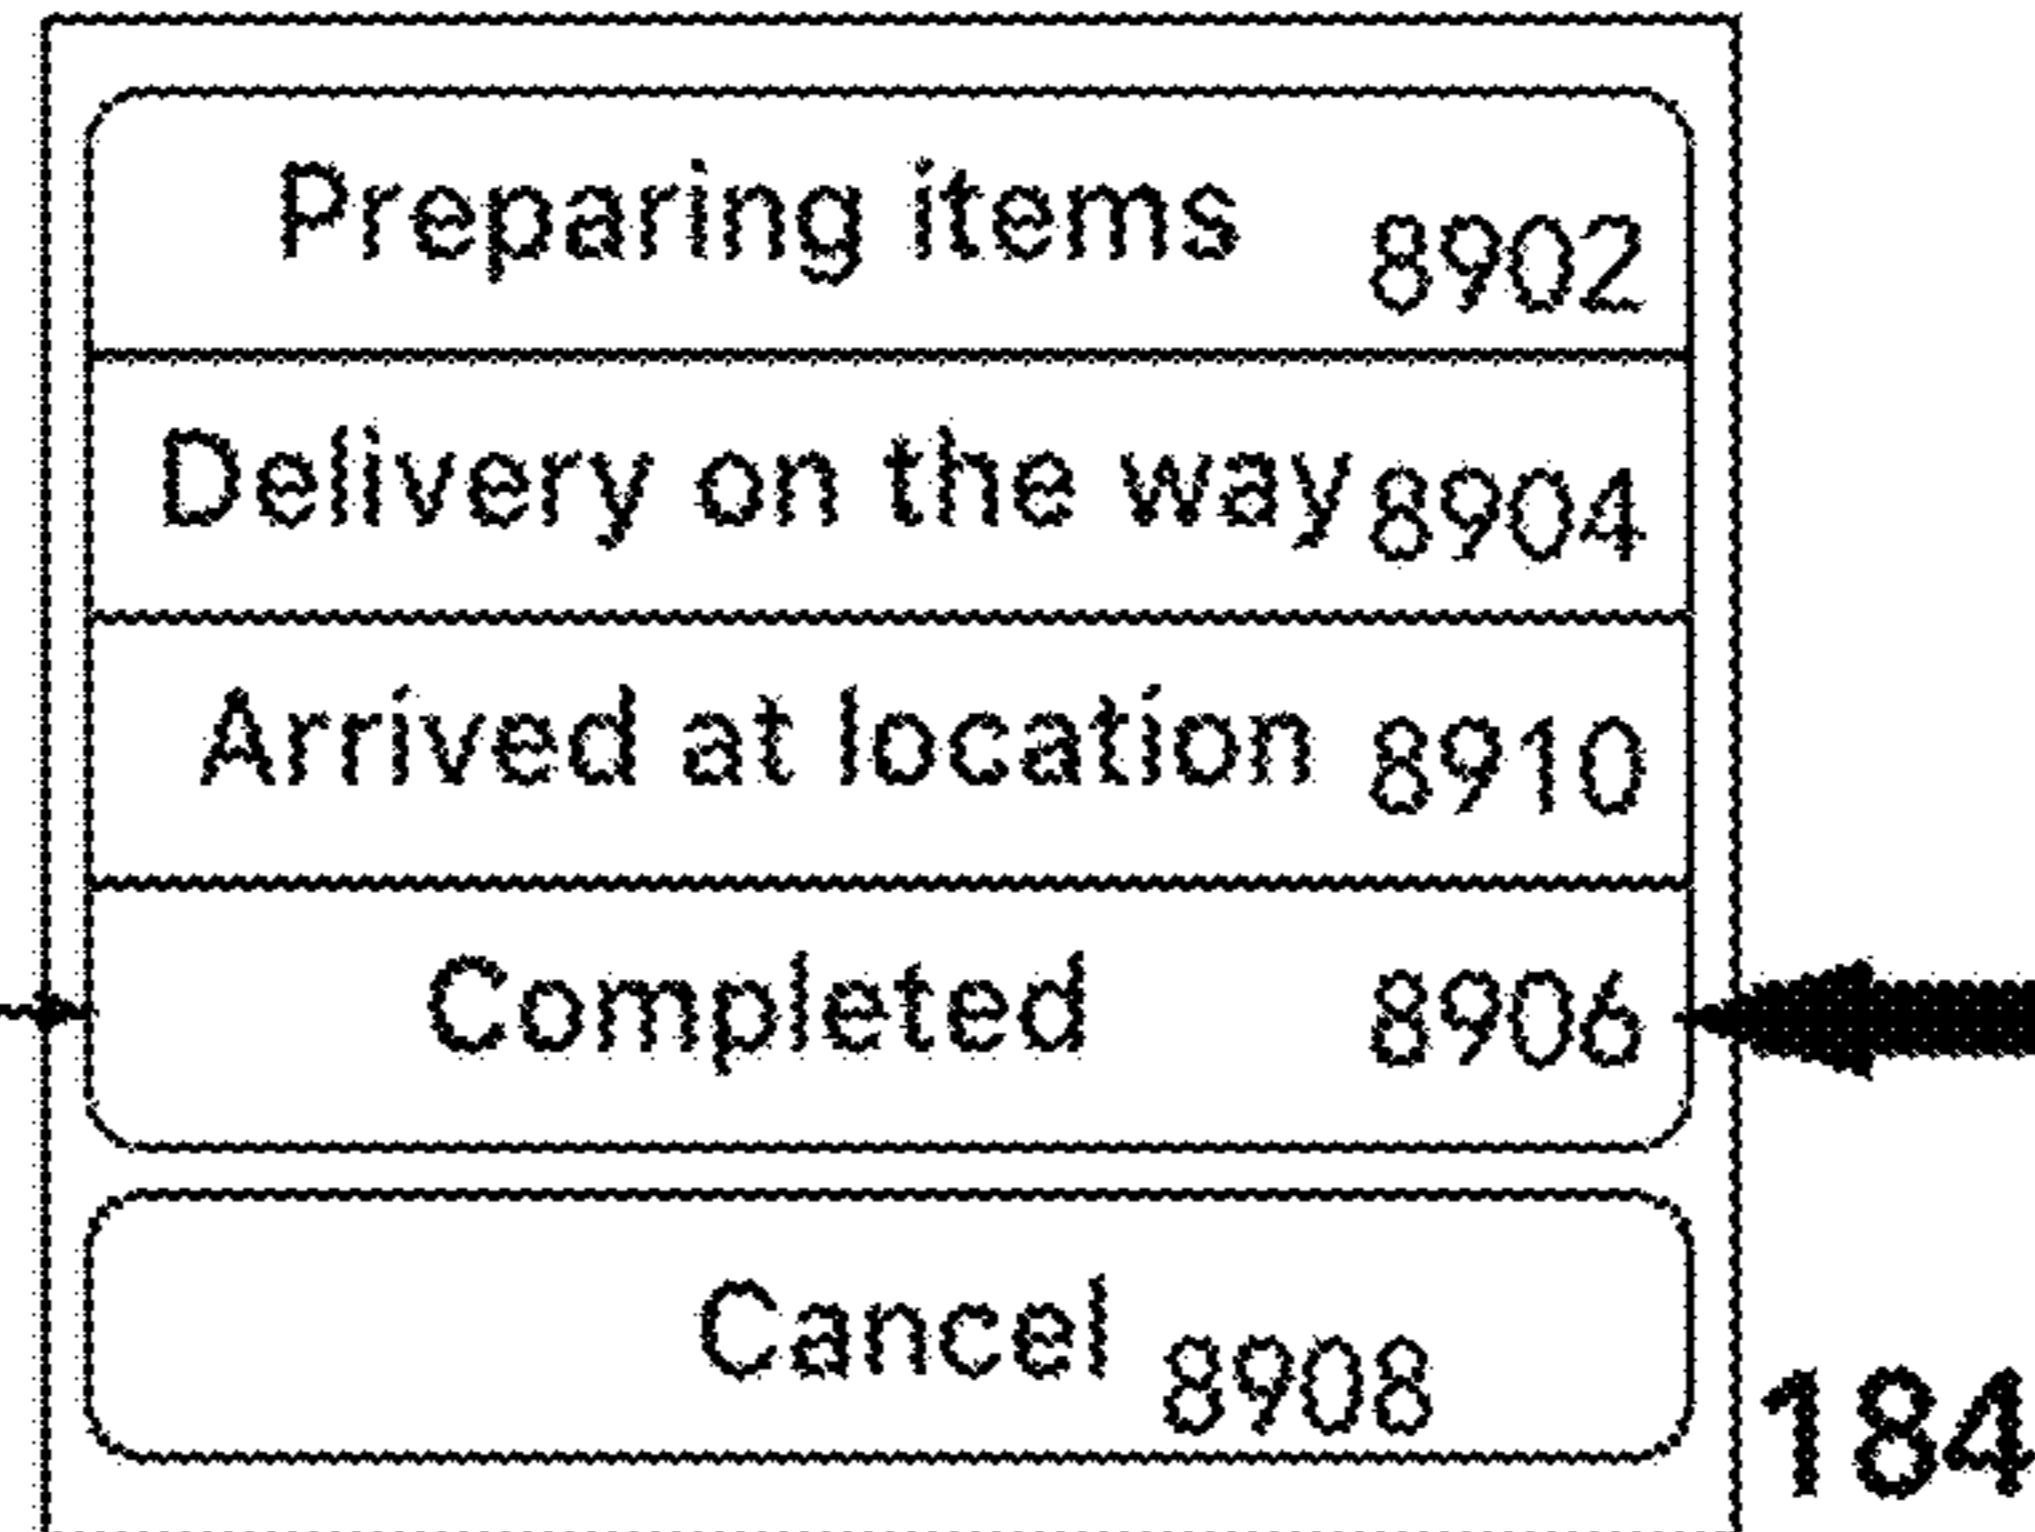 Preparing items 8902
Delivery on the way 8904
Arrived at location 8910
Completed 8906
Cancel 8908
184